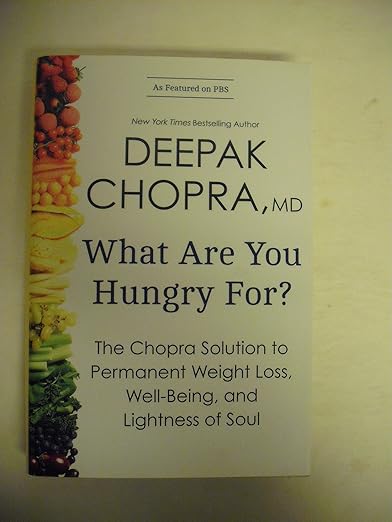 As Featured on PBS
New York Times Bestselling Author
DEEPAK
CHOPRA, MD
What Are You
Hungry For?
The Chopra Solution to
Permanent Weight Loss,
Well-Being, and
Lightness of Soul